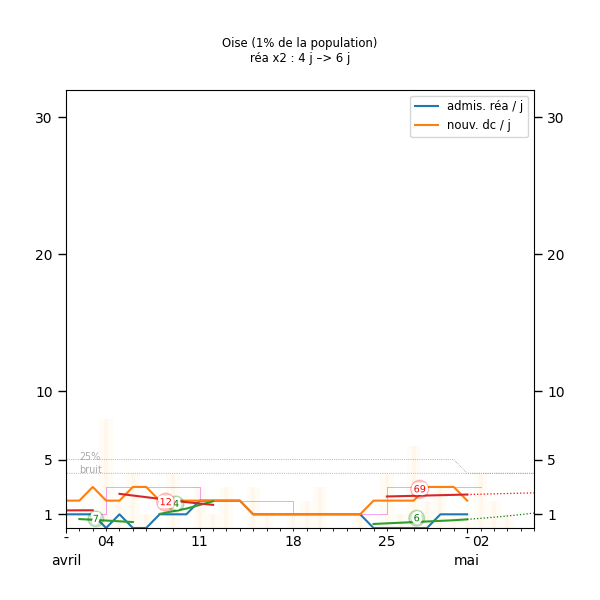 Oise (1% de la population)
réa x2 : 4 j –> 6 j
admis. réa / j
nouv. dc / j
30 30
20 20
10 10
5 5
1 1
25%
bruit
7
12 4
69
6
- 04 11 18 25 - 02
avril mai